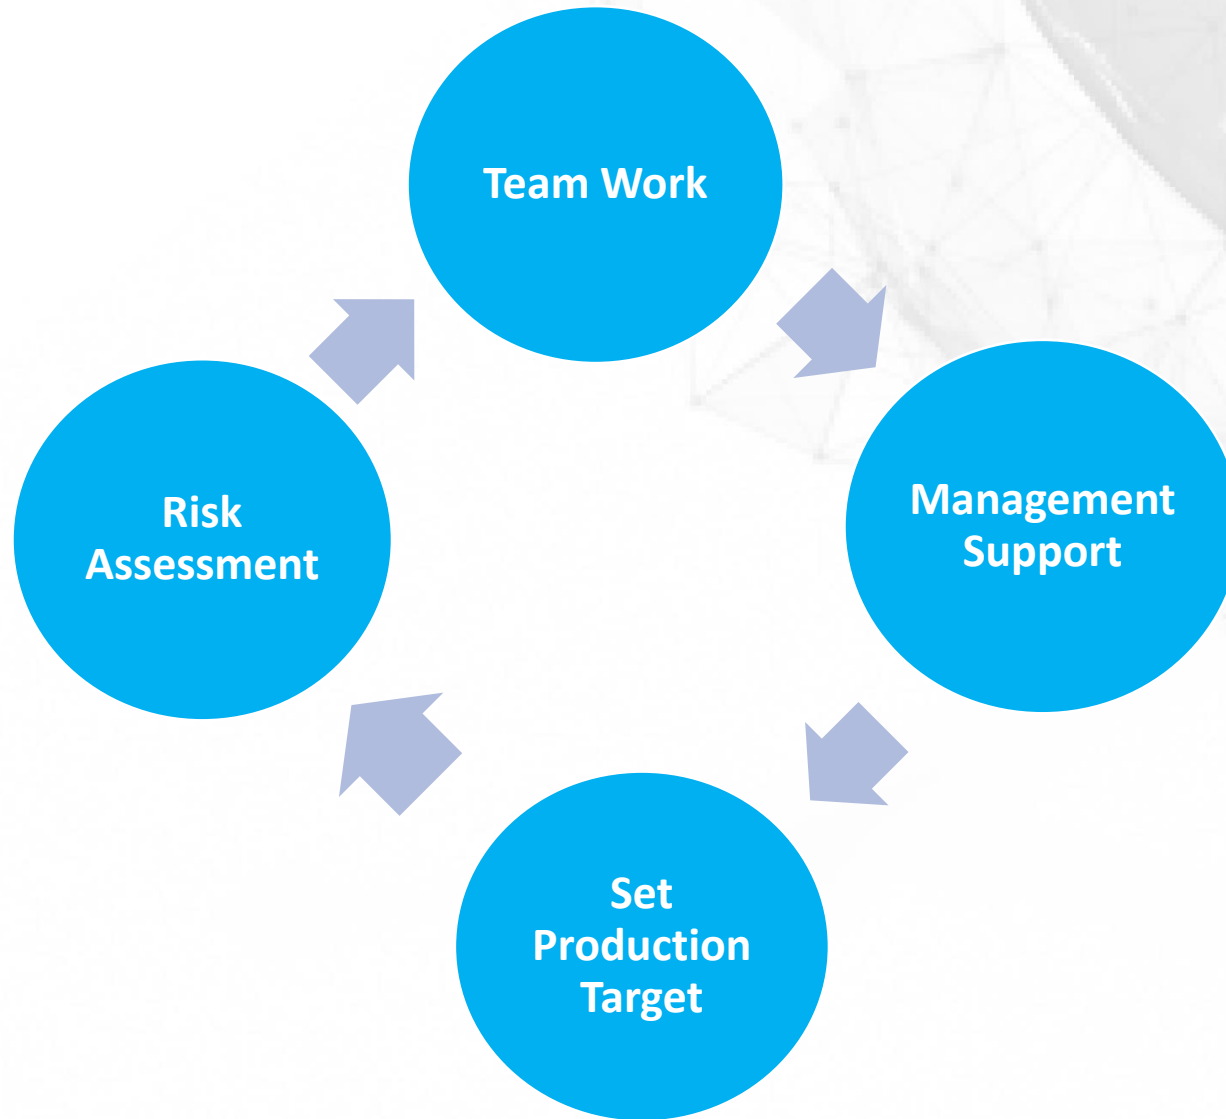 Team Work
Management
Support
Set
Production
Target
Risk
Assessment